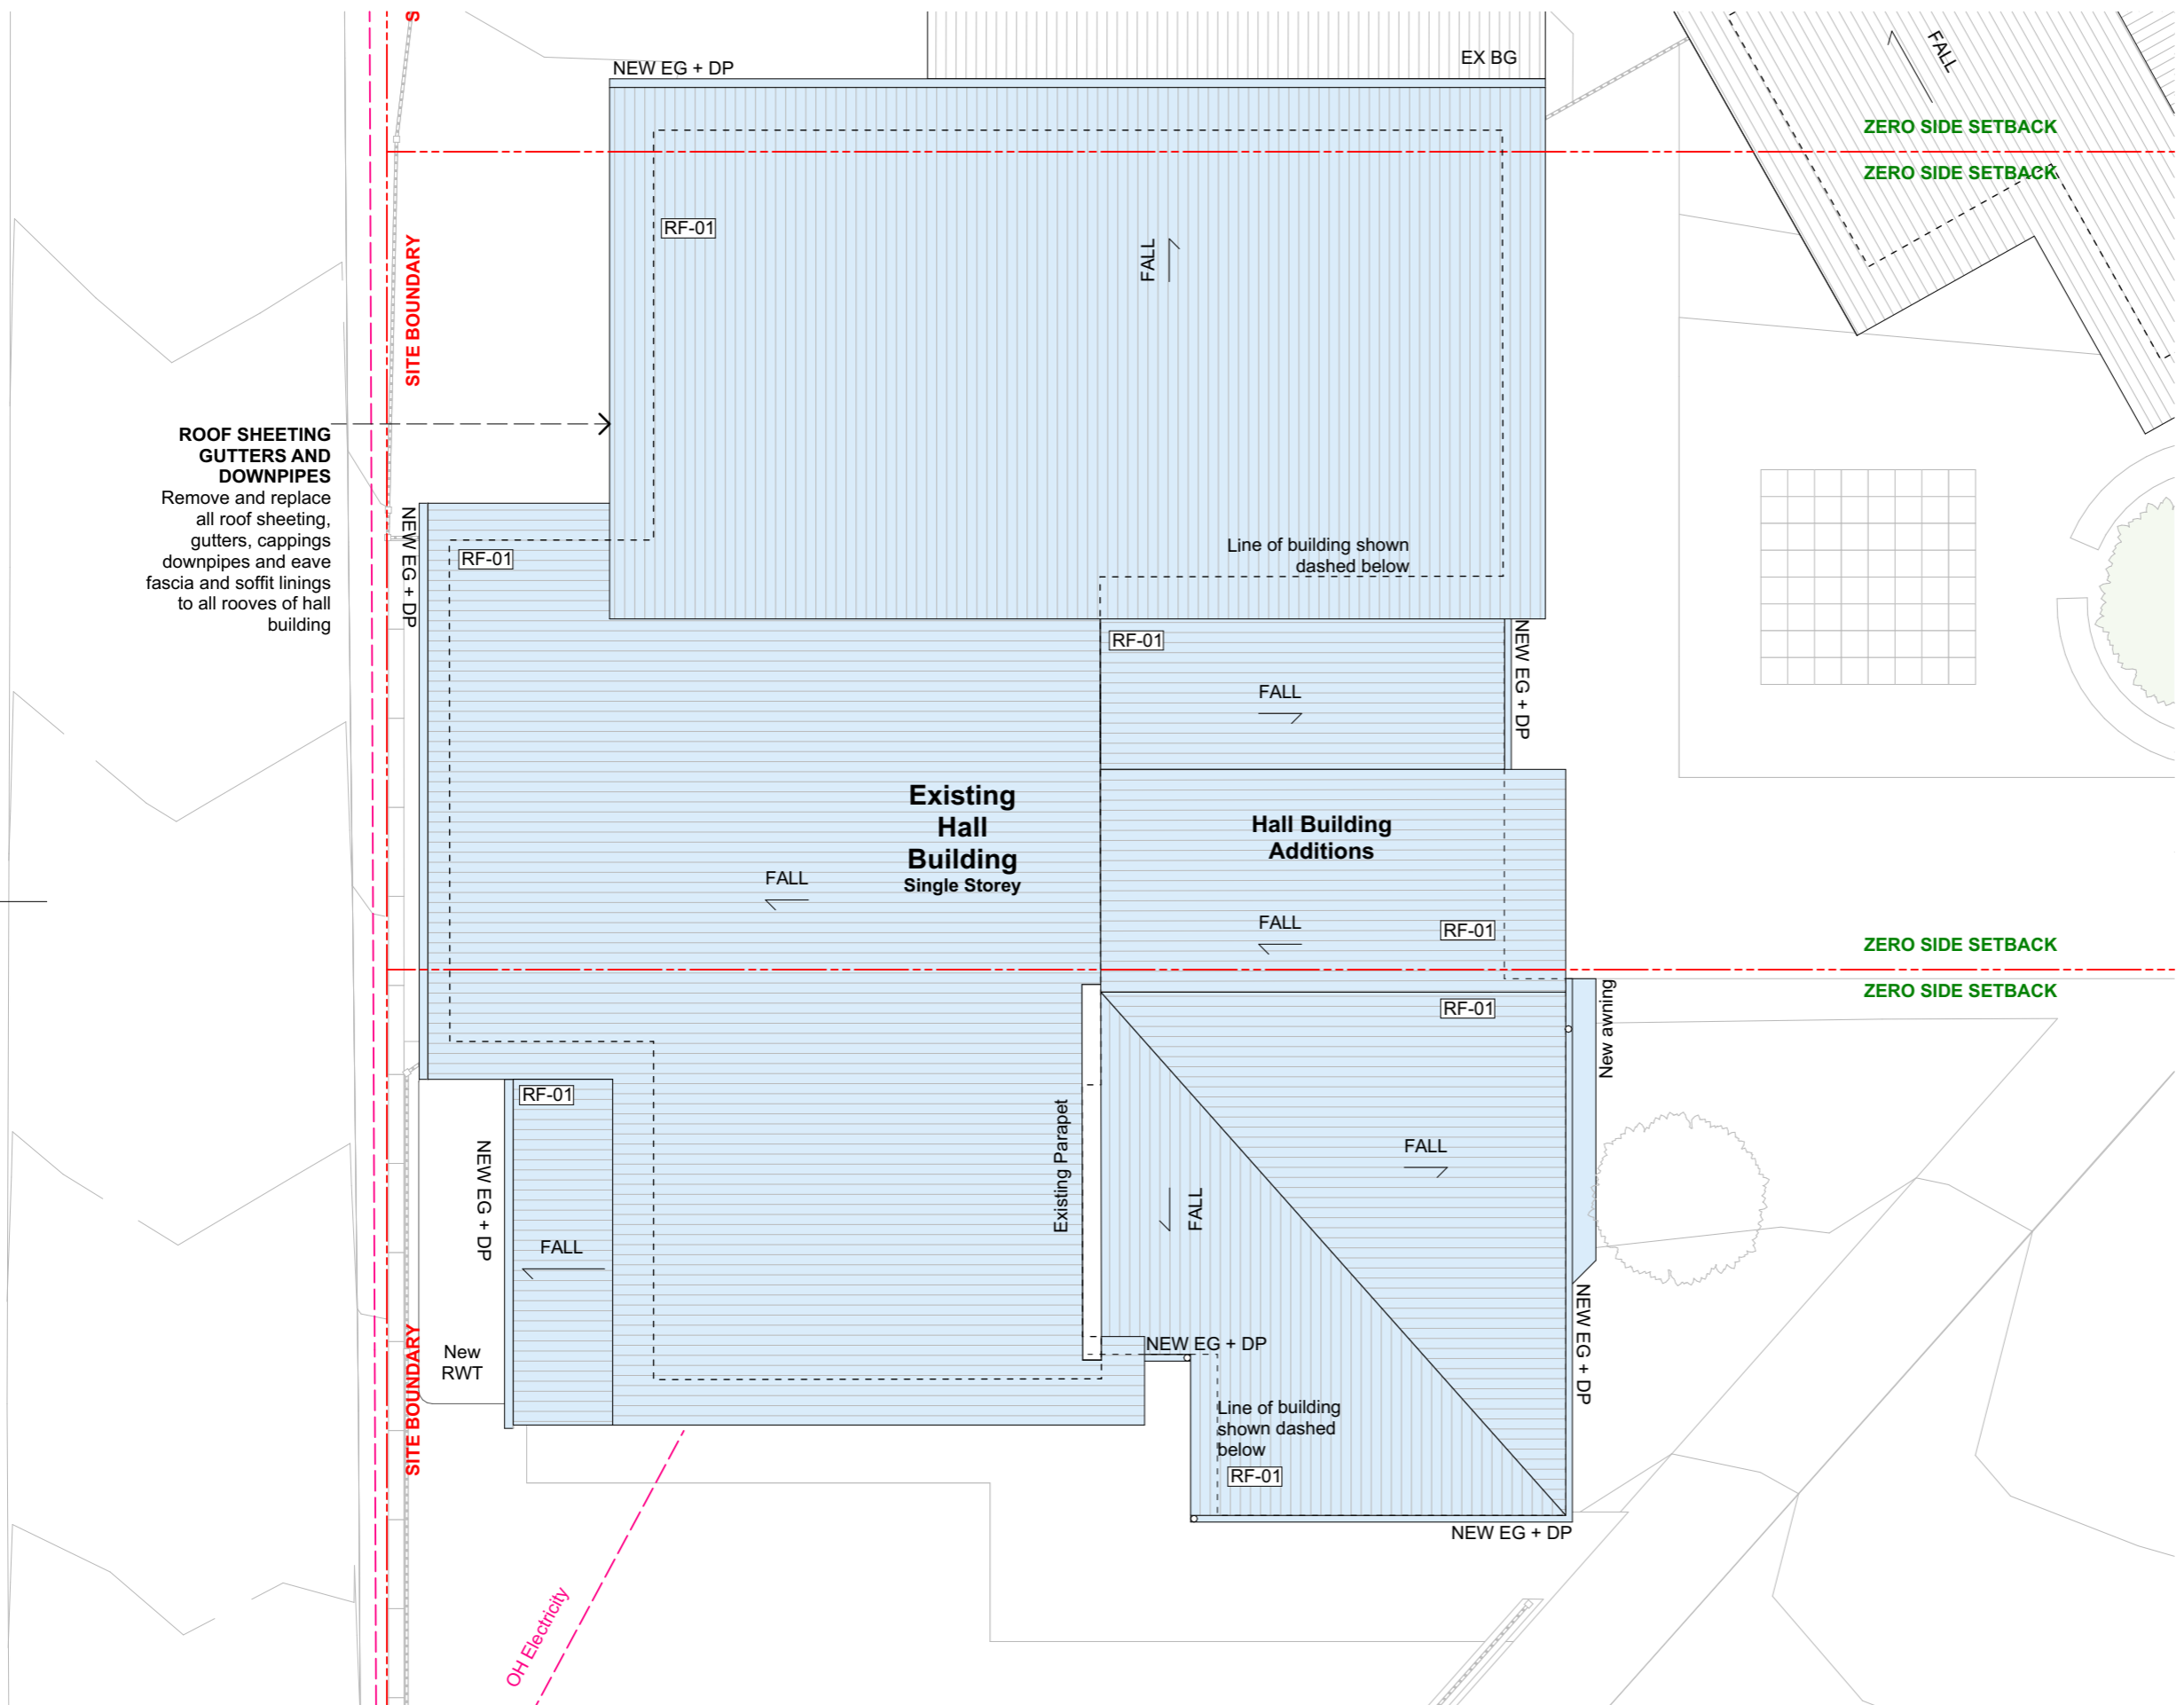 S
NEW EG + DP
EX BG
FALL
ZERO SIDE SETBACK
ZERO SIDE SETBACK
RF-01
FALL
SITE BOUNDARY
ROOF SHEETING
GUTTERS AND
DOWNPIPES
Remove and replace
all roof sheeting,
gutters, cappings
downpipes and eave
fascia and soffit linings
to all rooves of hall
building
NEW EG + DP
RF-01
Line of building shown
dashed below
RF-01
NEW EG + DP
FALL
Existing
Hall
Building
Single Storey
Hall Building
Additions
FALL
FALL
RF-01
ZERO SIDE SETBACK
ZERO SIDE SETBACK
RF-01
New awning
RF-01
Existing Parapet
NEW EG + DP
FALL
FALL
FALL
NEW EG + DP
New
RWT
SITE BOUNDARY
NEW EG + DP
Line of building
shown dashed
below
RF-01
NEW EG + DP
OH Electricity